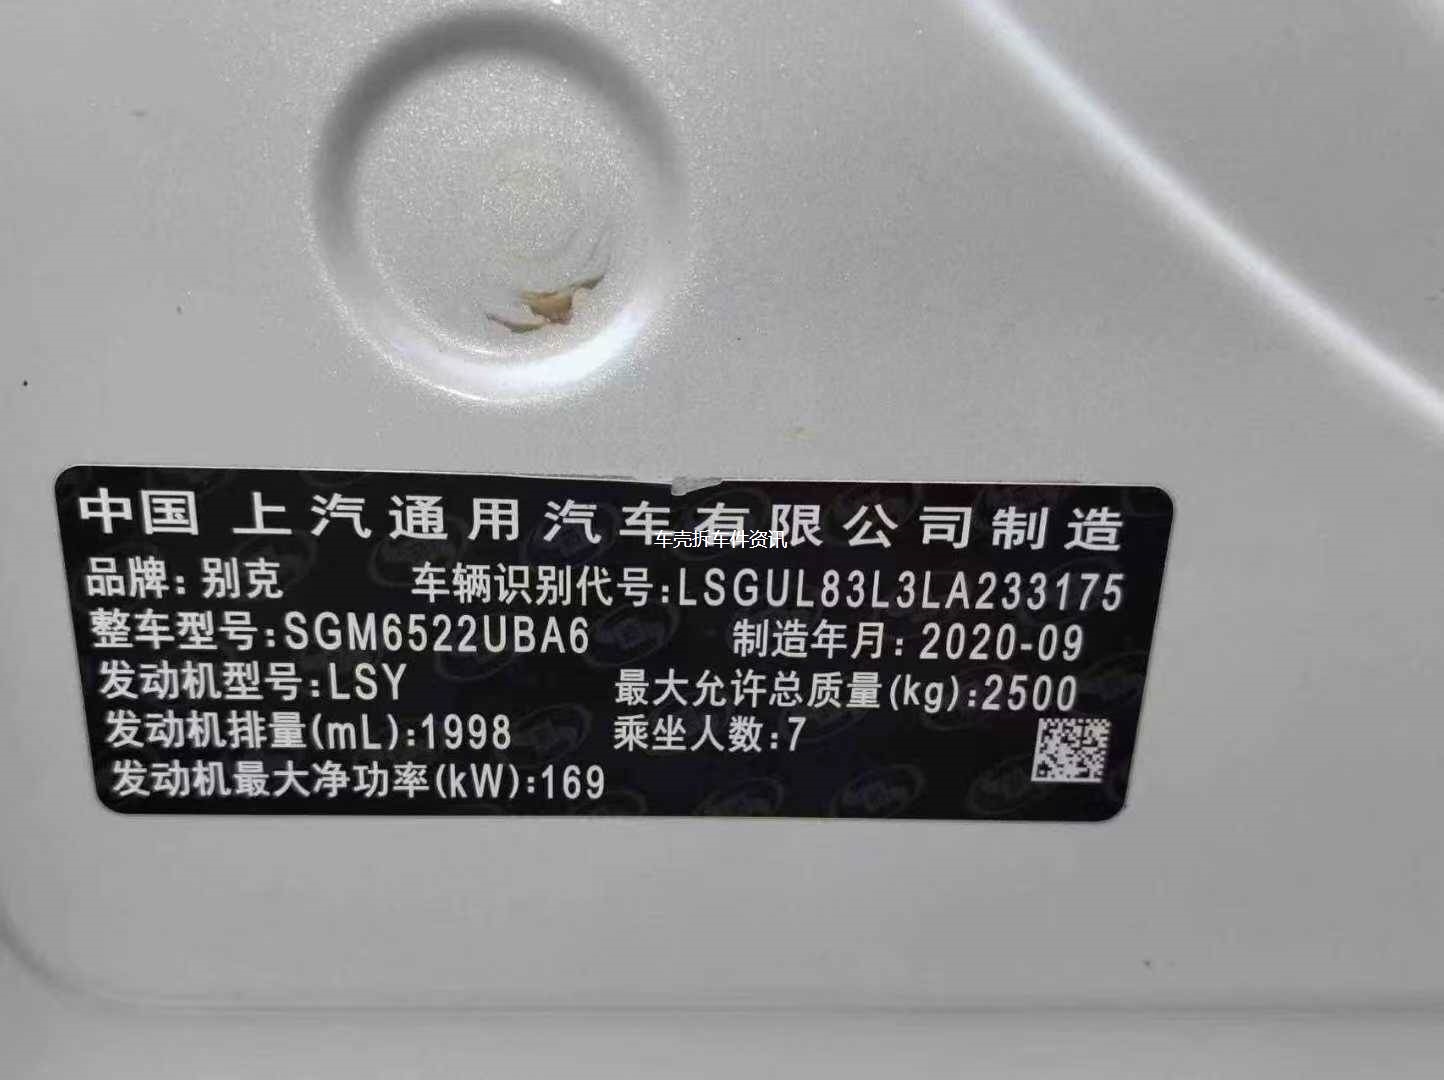 中国上汽通用汽车有限公司制造
车壳拆车件资讯
品牌:别克 车辆识别代号:LSGUL83L3LA233175
整车型号:SGM6522UBA6 制造年月:2020-09
发动机型号:LSY 最大允许总质量(kg):2500
发动机排量(mL):1998 乘坐人数:7
发动机最大净功率(kW):169